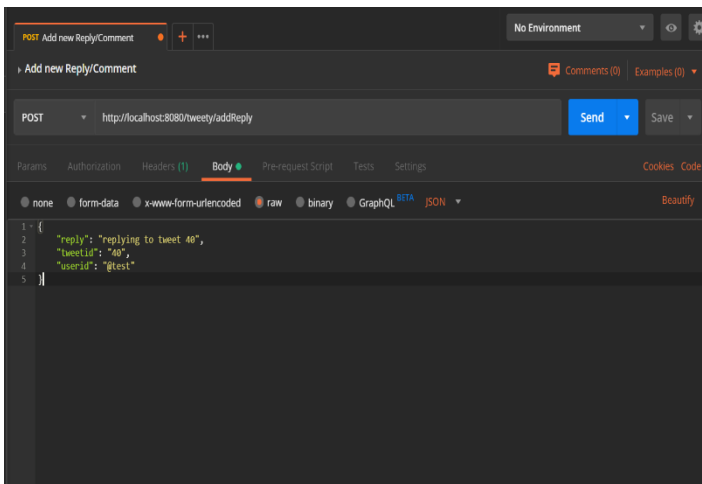 POST Add new Reply/Comment + ••• No Environment
Add new Reply/Comment Comments (0) Examples (0)
POST http://localhost:8080/tweety/addReply Send Save
Params Authorization Headers (1) Body Pre-request Script Tests Settings Cookies Code
none form-data x-www-form-urlencoded raw binary GraphQL BETA JSON Beautify
1 {
2 "reply": "replying to tweet 40",
3 "tweetid": "40",
4 "userid": "@test"
5 }